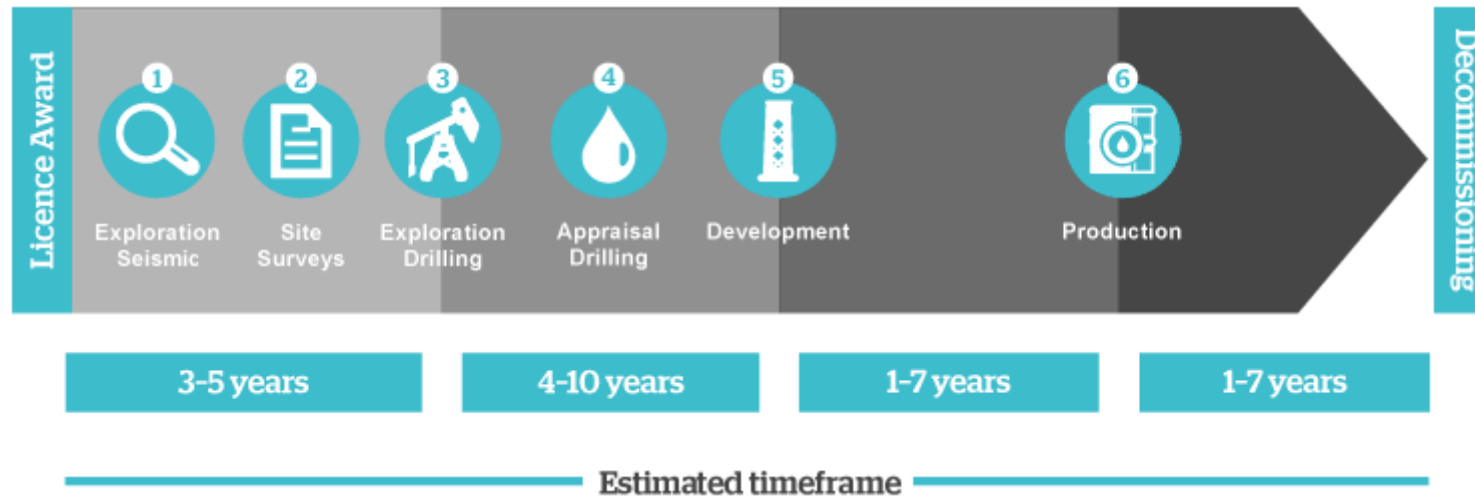 Licence Award
1
2
3
4
5
6
Exploration
Seismic
Site
Surveys
Exploration
Drilling
Appraisal
Drilling
Development
Production
Decommissioning
3-5 years
4-10 years
1-7 years
1-7 years
Estimated timeframe